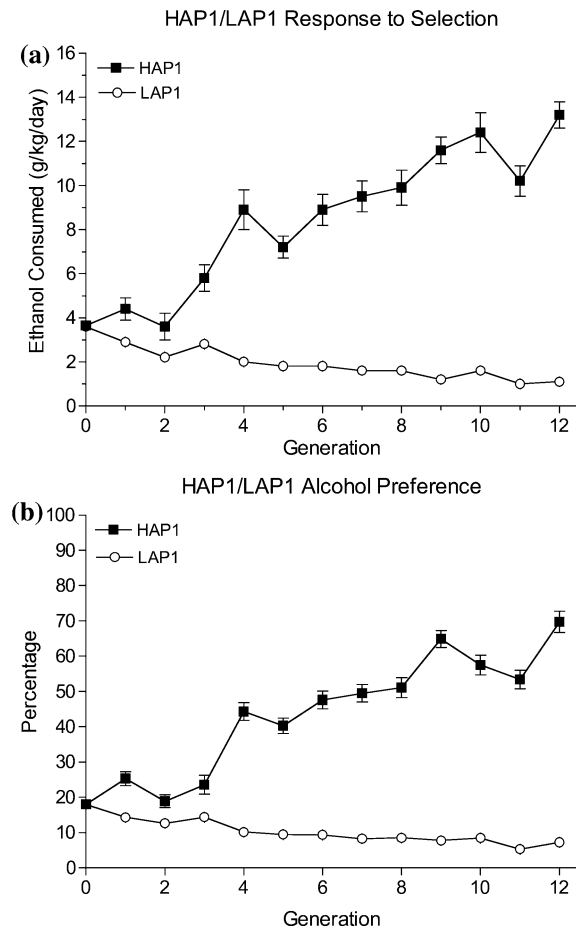 HAP1/LAP1 Response to Selection
(a)
16
14
12
10
8
6
4
2
0
Ethanol Consumed (g/kg/day)
HAP1
LAP1
0 2 4 6 8 10 12
Generation
HAP1/LAP1 Alcohol Preference
(b)
100
90
80
70
60
50
40
30
20
10
0
Percentage
HAP1
LAP1
0 2 4 6 8 10 12
Generation